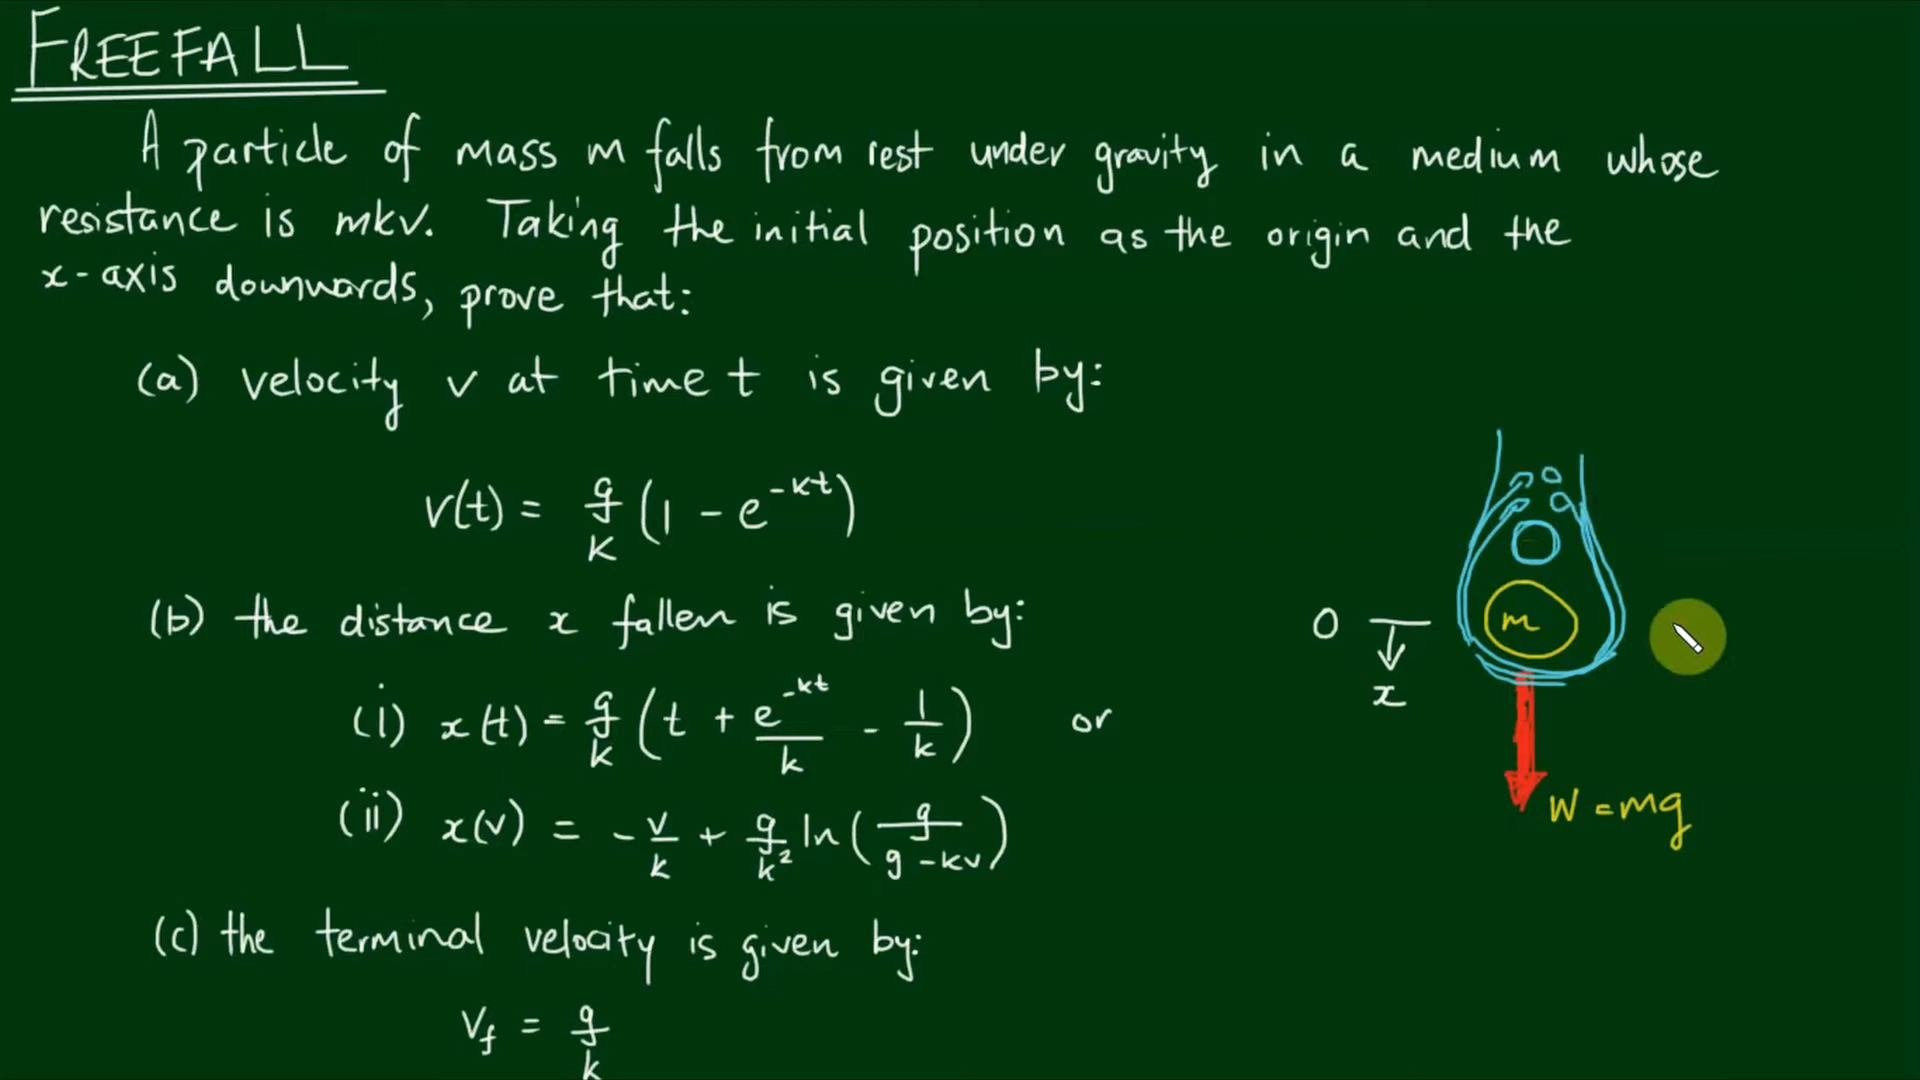 FREEFALL
A particle of mass m falls from rest under gravity in a medium whose
resistance is mkv. Taking the initial position as the origin and the
x-axis downwards, prove that:
(a) velocity v at time t is given by:
v(t) = g/k (1 - e^-kt)
(b) the distance x fallen is given by:
(i) x(t) = g/k (t + e^-kt/k - 1/k) or
(ii) x(v) = -v/k + g/k² ln(g/g-kv)
(c) the terminal velocity is given by:
Vf = g/k
m
O
x
W = mg